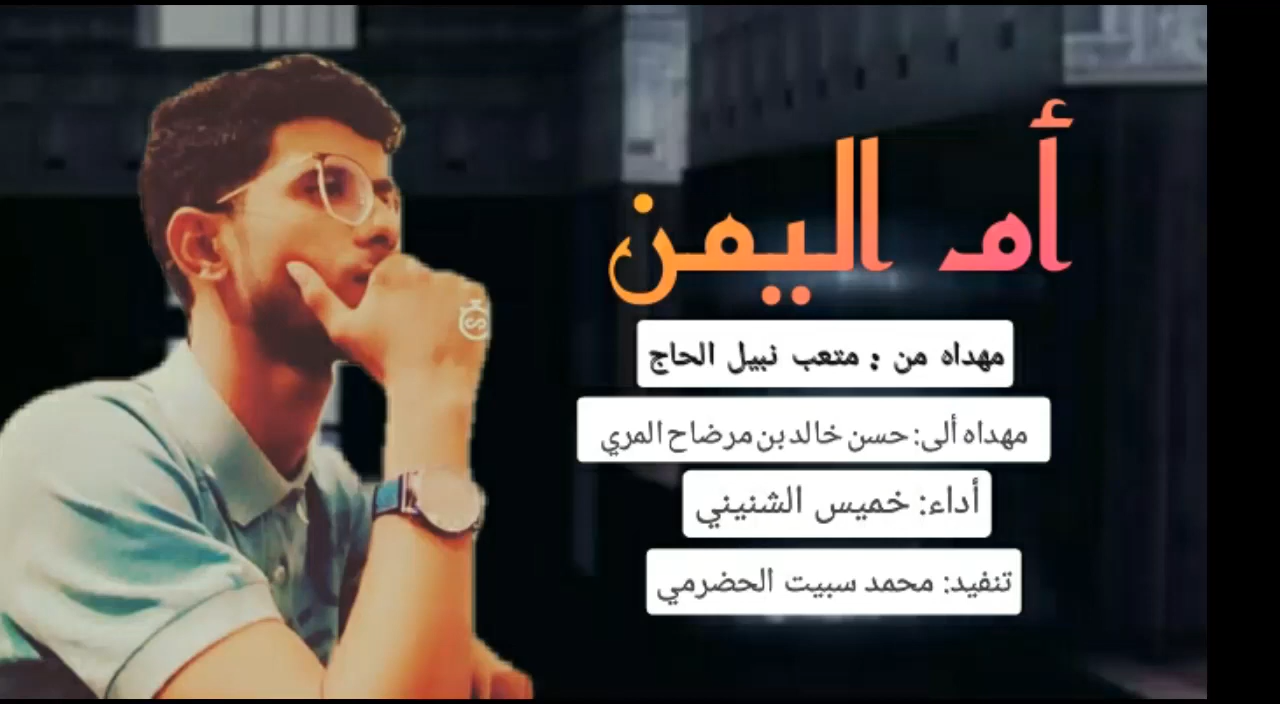 أم اليمن
مهداه من : متعب نبيل الحاج
مهداه ألى: حسن خالد بن مرضاح المري
أداء: خميس الشنيني
تنفيد: محمد سبيت الحضرمي